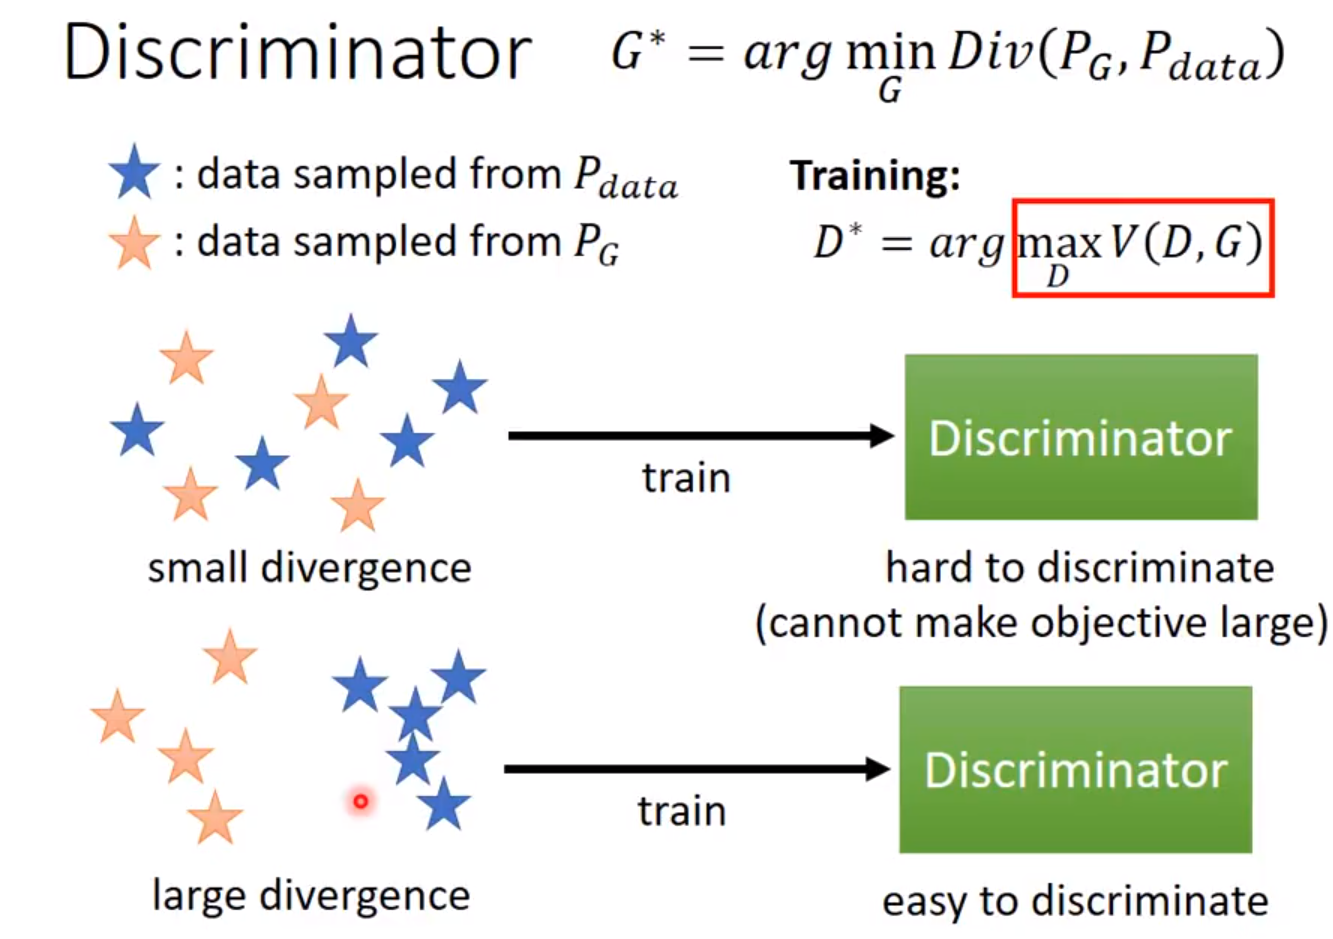 Discriminator
G* = arg min_G Div(P_G, P_data)
★ : data sampled from P_data
★ : data sampled from P_G
Training:
D* = arg max_D V(D, G)
train
Discriminator
small divergence
hard to discriminate
(cannot make objective large)
train
Discriminator
large divergence
easy to discriminate